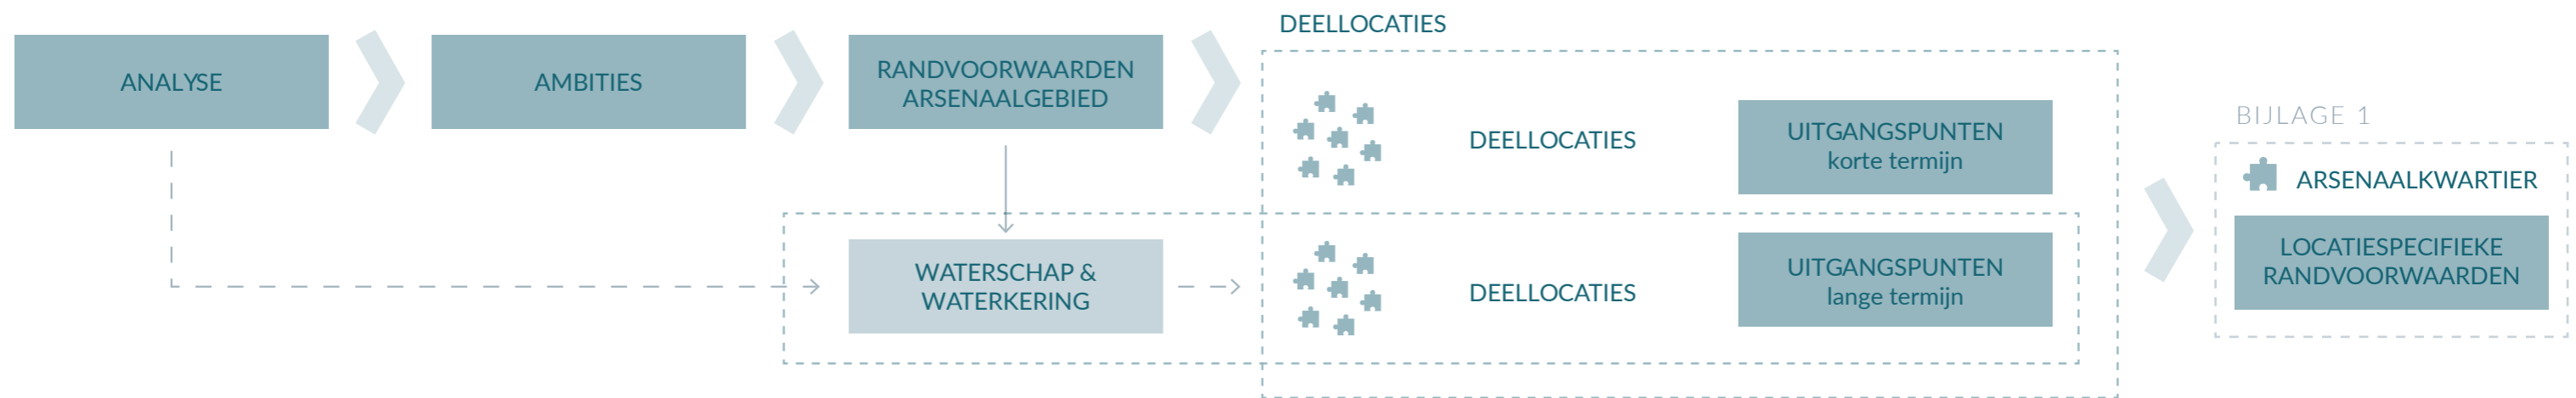 ANALYSE
AMBITIES
RANDVOORWAARDEN
ARSENAALGEBIED
WATERSCHAP &
WATERKERING
DEELLOCATIES
DEELLOCATIES
UITGANGSPUNTEN
korte termijn
DEELLOCATIES
UITGANGSPUNTEN
lange termijn
BIJLAGE 1
ARSENAALKWARTIER
LOCATIESPECIFIEKE
RANDVOORWAARDEN